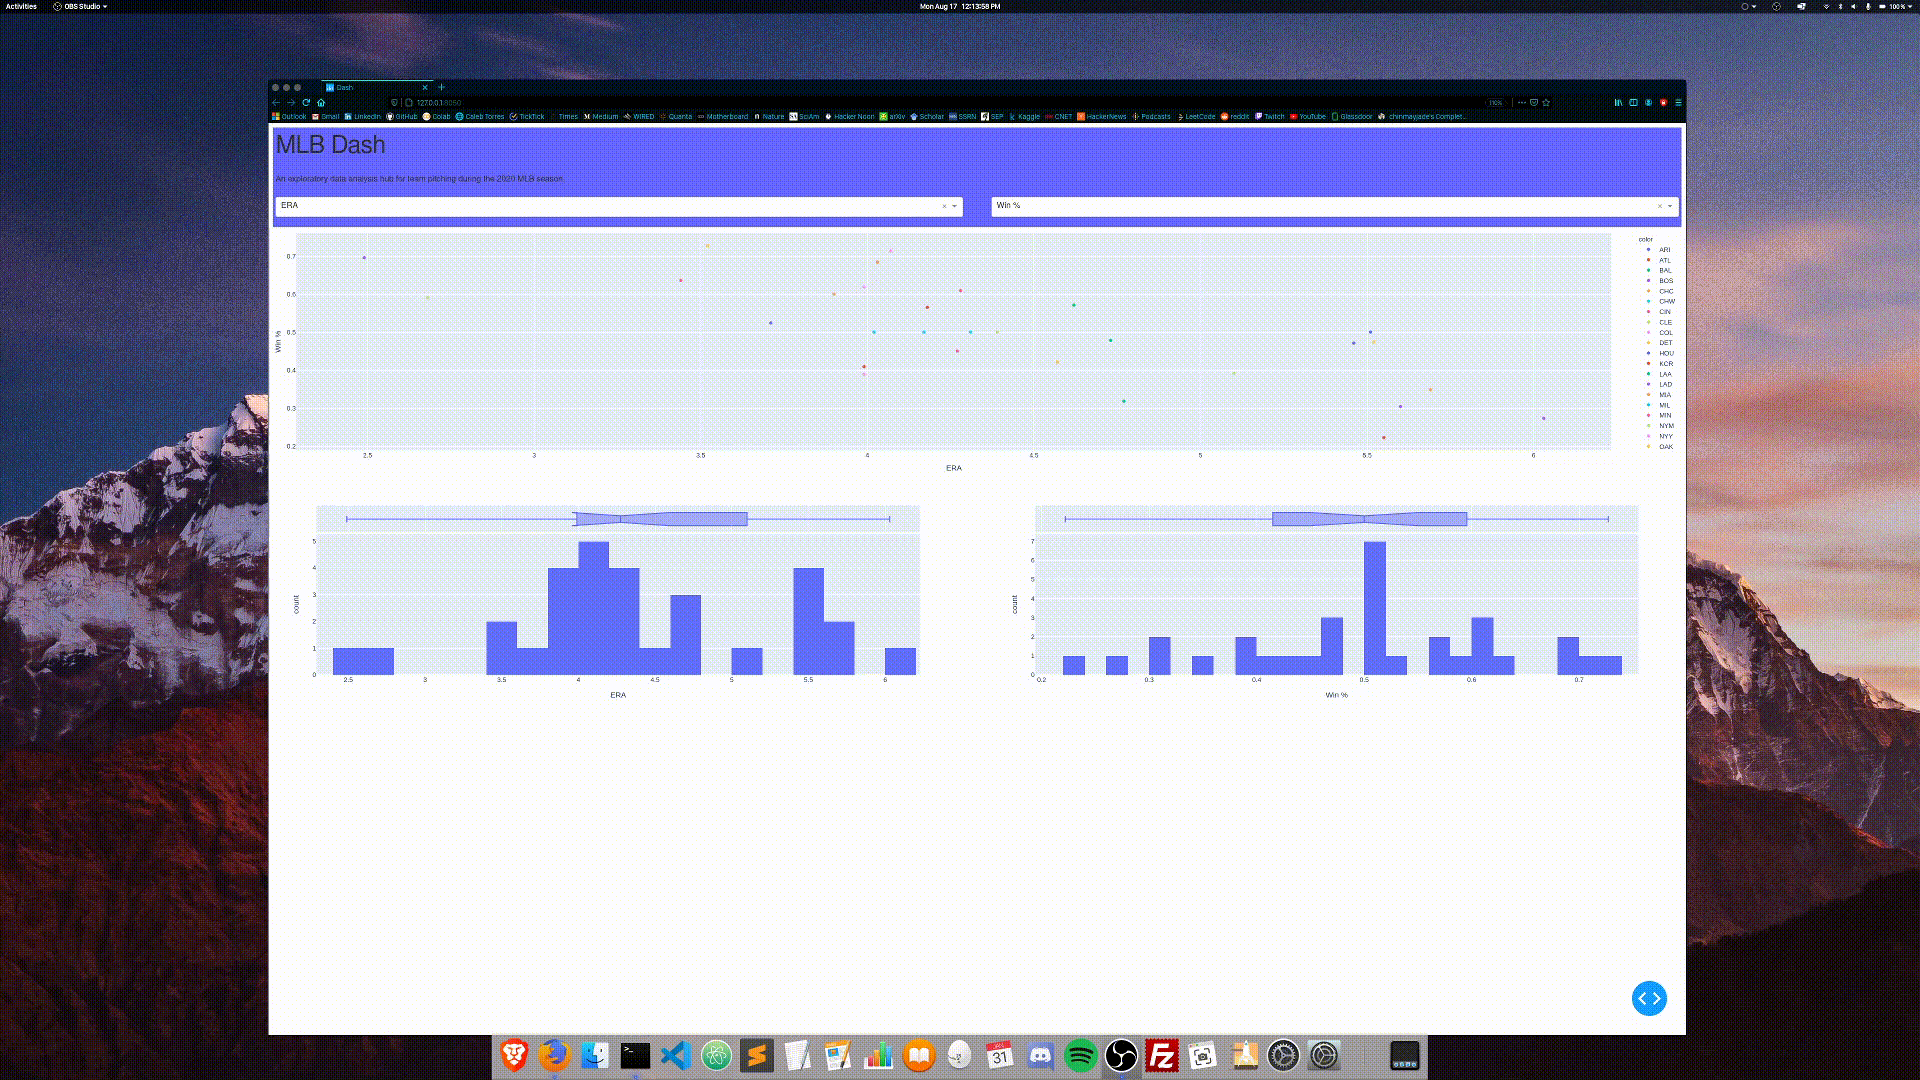 Activities OBS Studio Mon Aug 17 12:13:58 PM 100 %
Dash
127.0.0.1:8050 110%
Outlook Gmail LinkedIn GitHub Colab Caleb Torres TickTick Times Medium WIRED Quanta Motherboard Nature SciAm Hacker Noon arXiv Scholar SSRN SEP Kaggle CNET HackerNews Podcasts LeetCode reddit Twitch YouTube Glassdoor chinmayjade's Complet...
MLB Dash
An exploratory data analysis hub for team pitching during the 2020 MLB season.
ERA Win %
color
ARI
ATL
BAL
BOS
CHC
CHW
CIN
CLE
COL
DET
HOU
KCR
LAA
LAD
MIA
MIL
MIN
NYM
NYY
OAK
Win %
0.7
0.6
0.5
0.4
0.3
0.2
2.5 3 3.5 4 4.5 5 5.5 6
ERA
count
5
4
3
2
1
0
2.5 3 3.5 4 4.5 5 5.5 6
ERA
count
7
6
5
4
3
2
1
0
0.2 0.3 0.4 0.5 0.6 0.7
Win %
31